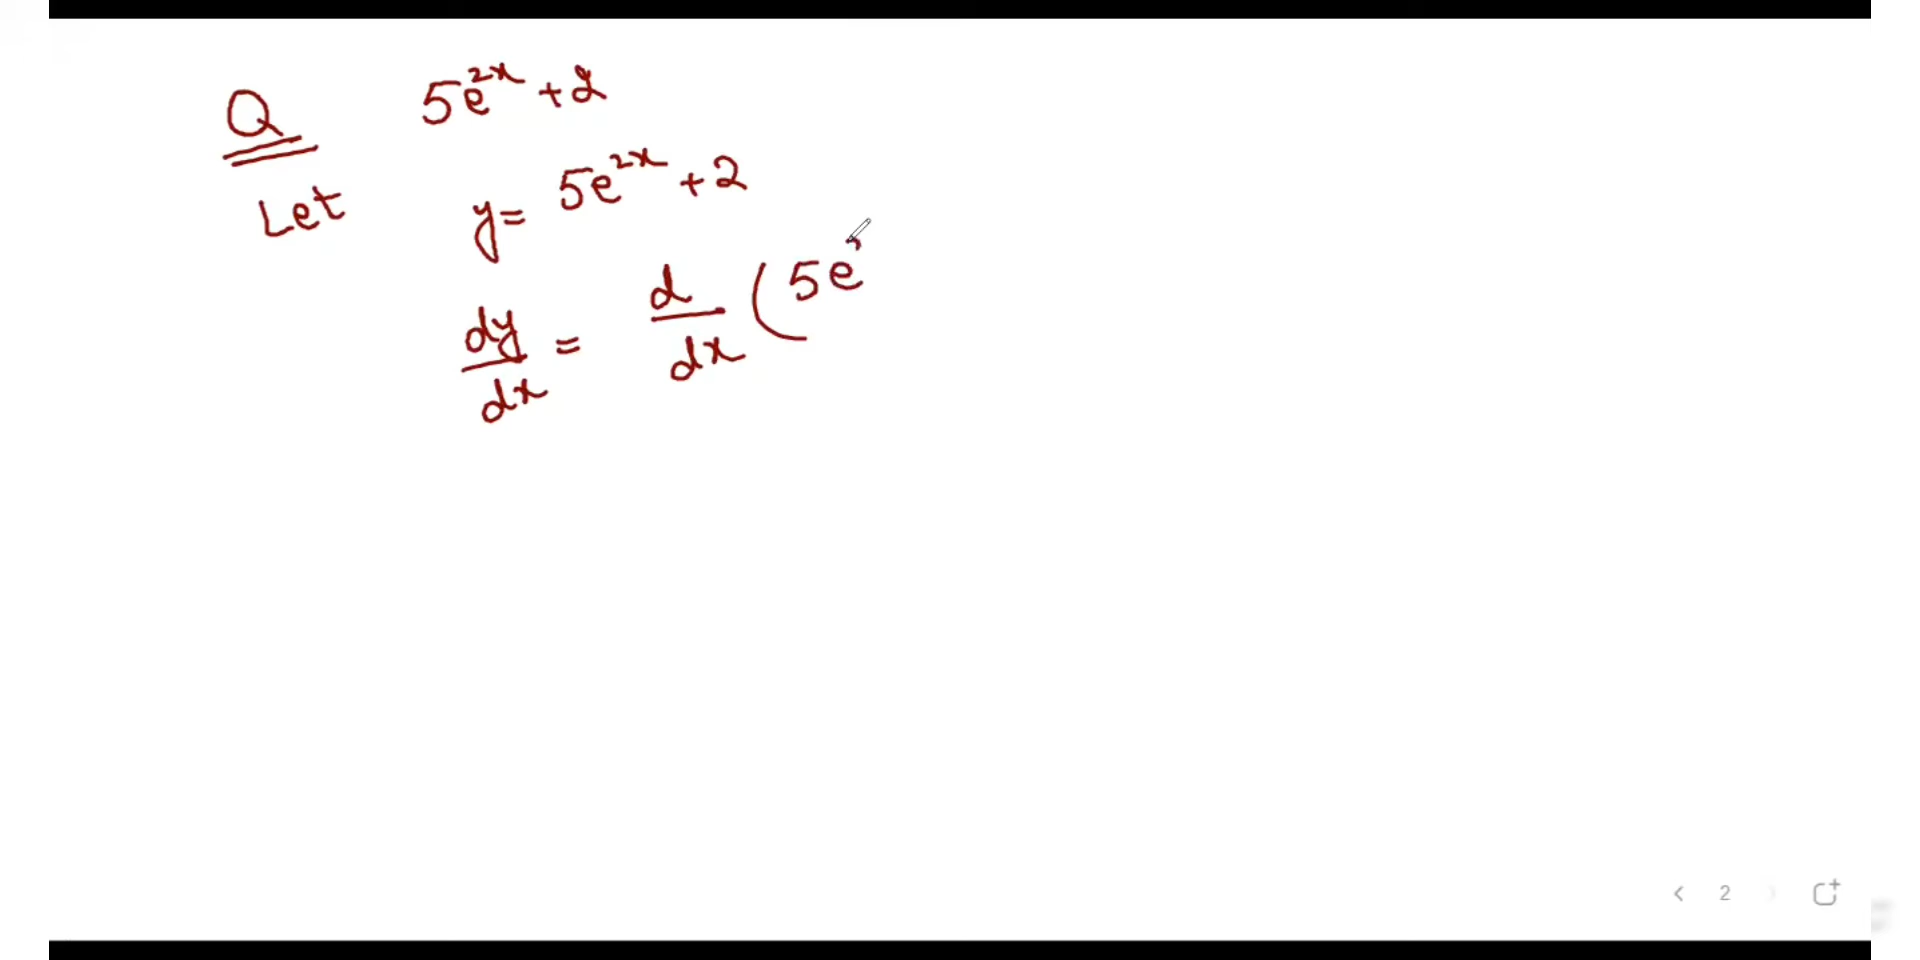 Q 5e^{2x} + 2
Let y = 5e^{2x} + 2
dy/dx = d/dx (5e
2